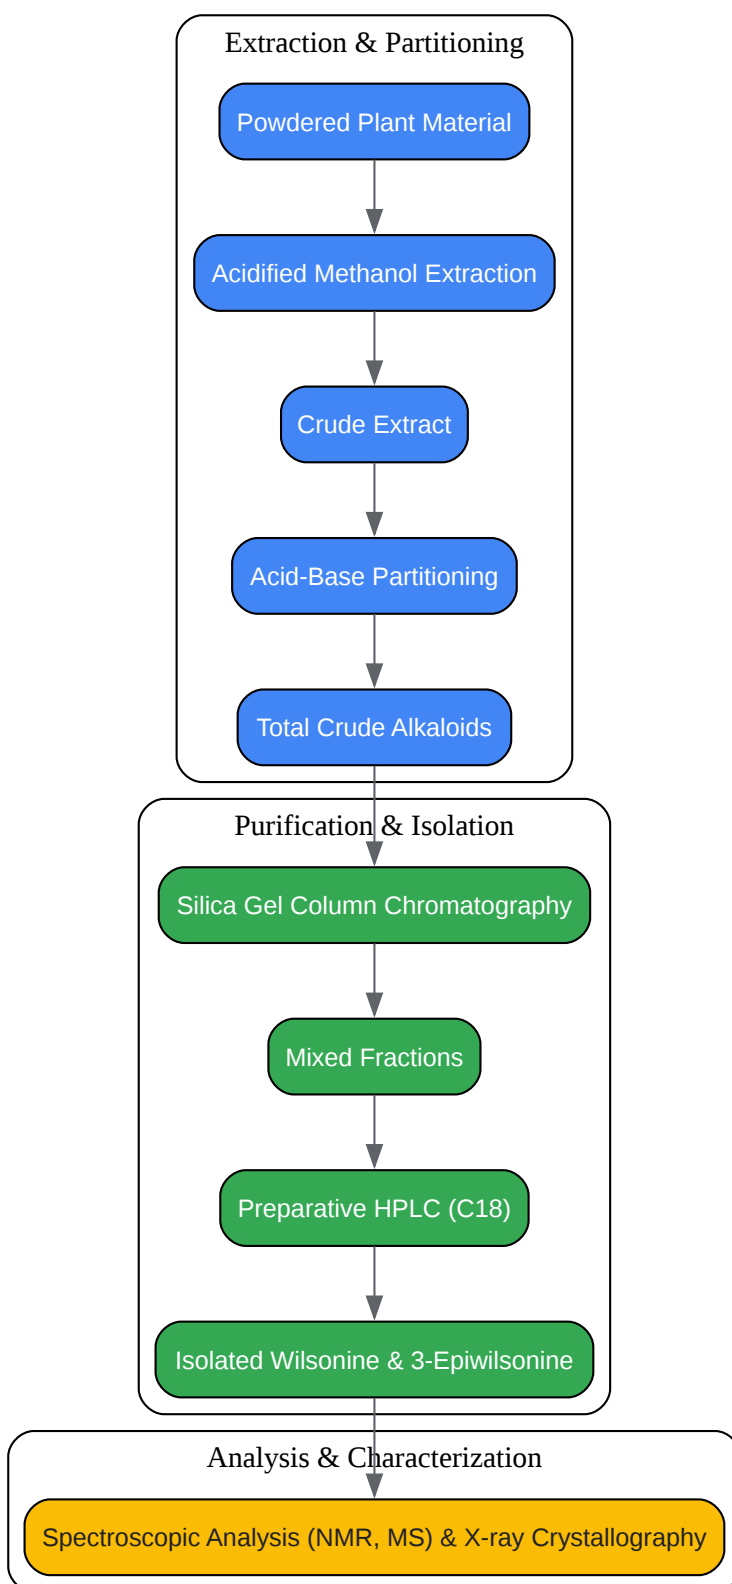 Extraction & Partitioning
Powdered Plant Material
Acidified Methanol Extraction
Crude Extract
Acid-Base Partitioning
Total Crude Alkaloids
Purification & Isolation
Silica Gel Column Chromatography
Mixed Fractions
Preparative HPLC (C18)
Isolated Wilsonine & 3-Epiwilsonine
Analysis & Characterization
Spectroscopic Analysis (NMR, MS) & X-ray Crystallography